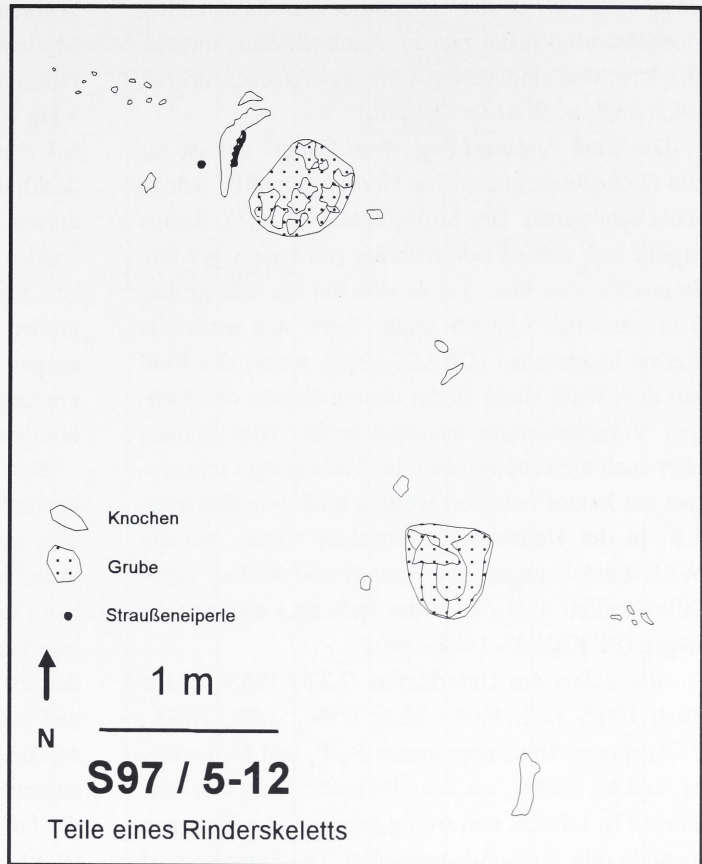 Knochen
Grube
Straußeneiperle
N
1 m
S97 / 5-12
Teile eines Rinderskeletts